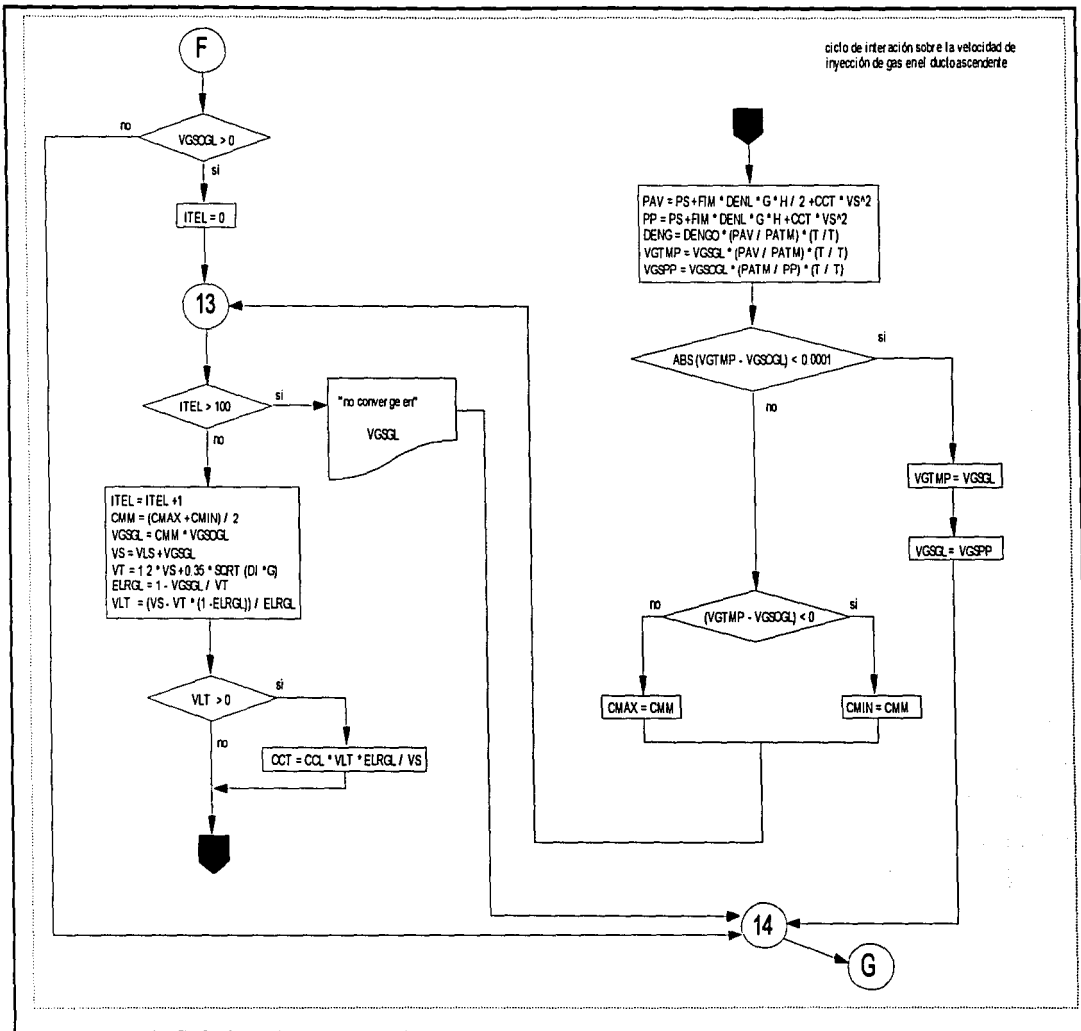 ciclo de interación sobre la velocidad de
inyección de gas en el ducto ascendente
F
VGSOGL > 0
no
si
ITEL = 0
13
ITEL > 100
si
no
"no converge en"
VGSGL
ITEL = ITEL +1
CMM = (CMAX +CMIN) / 2
VGSGL = CMM * VGSOGL
VS = VLS +VGSGL
VT = 1 2 * VS +0.35 * SQRT (DI *G)
ELRGL = 1 - VGSGL / VT
VLT = (VS - VT * (1 -ELRGL)) / ELRGL
VLT > 0
si
no
CCT = CCL * VLT * ELRGL / VS
PAV = PS +FIM * DENL * G * H / 2 +CCT * VS^2
PP = PS +FIM * DENL * G * H +CCT * VS^2
DENG = DENGO * (PAV / PATM) * (T / T)
VGTMP = VGSGL * (PAV / PATM) * (T / T)
VGSPP = VGSOGL * (PATM / PP) * (T / T)
ABS (VGTMP - VGSOGL) < 0 0001
si
no
VGTMP = VGSGL
VGSGL = VGSPP
(VGTMP - VGSOGL) < 0
no
si
CMAX = CMM
CMIN = CMM
14
G